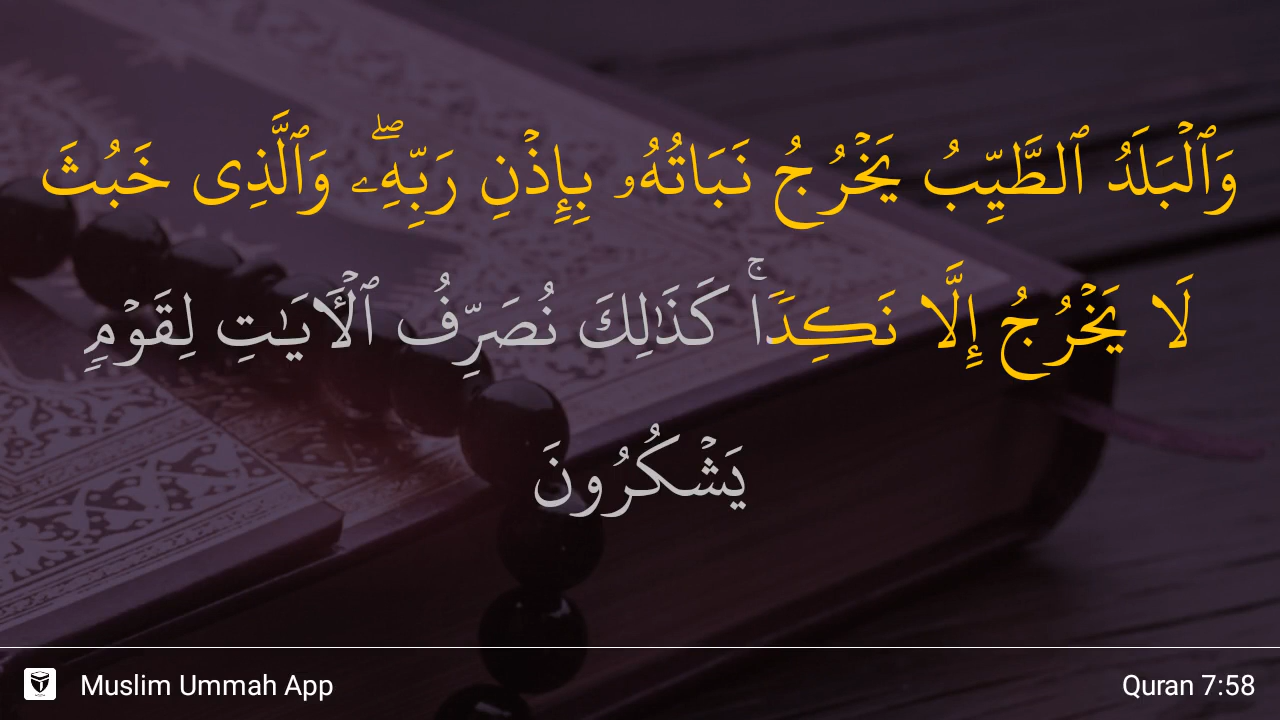 وَٱلْبَلَدُ ٱلطَّيِّبُ يَخْرُجُ نَبَاتُهُۥ بِإِذْنِ رَبِّهِۦ ۖ وَٱلَّذِى خَبُثَ
لَا يَخْرُجُ إِلَّا نَكِدًا ۚ كَذَٰلِكَ نُصَرِّفُ ٱلْـَٔايَـٰتِ لِقَوْمٍ
يَشْكُرُونَ
Muslim Ummah App
Quran 7:58